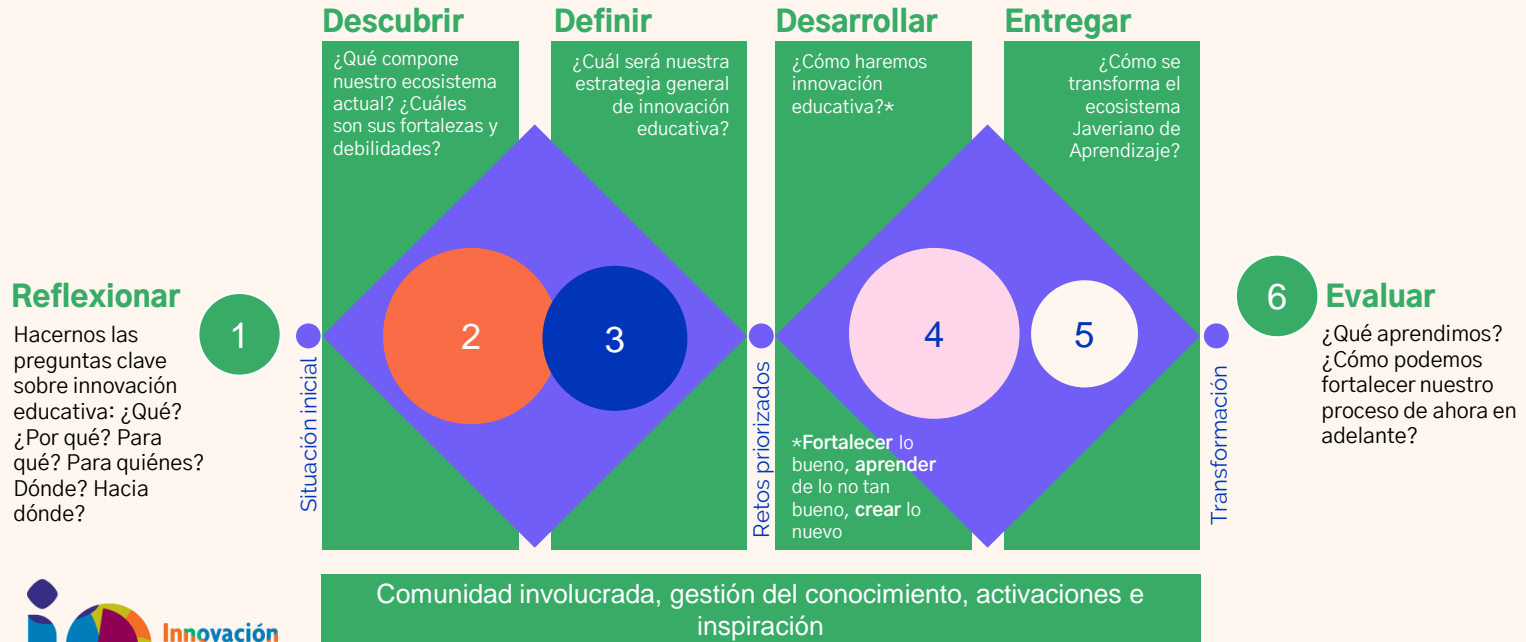 Descubrir
¿Qué compone
nuestro ecosistema
actual? ¿Cuáles
son sus fortalezas y
debilidades?
Definir
¿Cuál será nuestra
estrategia general
de innovación
educativa?
Desarrollar
¿Cómo haremos
innovación
educativa?*
Entregar
¿Cómo se
transforma el
ecosistema
Javeriano de
Aprendizaje?
Reflexionar
Hacernos las
preguntas clave
sobre innovación
educativa: ¿Qué?
¿Por qué? Para
qué? Para quiénes?
Dónde? Hacia
dónde?
1
Situación inicial
2
3
Retos priorizados
4
5
*Fortalecer lo
bueno, aprender
de lo no tan
bueno, crear lo
nuevo
Transformación
6
Evaluar
¿Qué aprendimos?
¿Cómo podemos
fortalecer nuestro
proceso de ahora en
adelante?
Comunidad involucrada, gestión del conocimiento, activaciones e
inspiración
Innovación